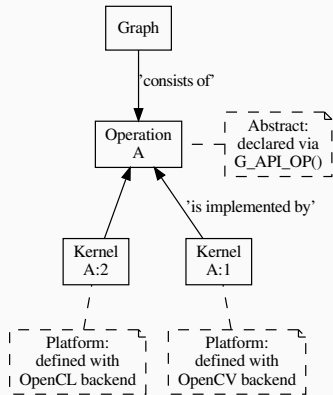 Graph
'consists of'
Operation
A
Abstract:
declared via
G_API_OP()
'is implemented by'
Kernel
A:2
Kernel
A:1
Platform:
defined with
OpenCL backend
Platform:
defined with
OpenCV backend